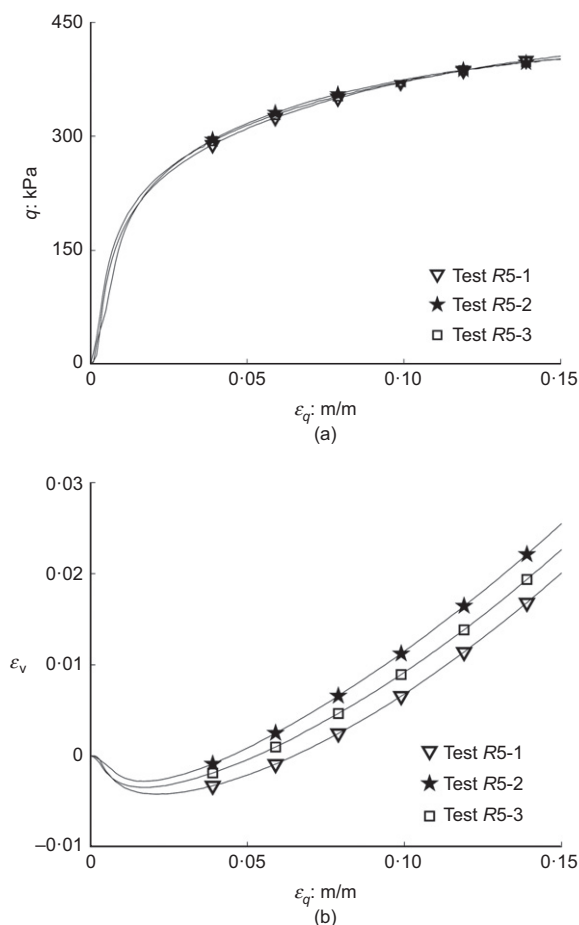 450
300
150
0
q: kPa
Test R5-1
Test R5-2
Test R5-3
0 0·05 0·10 0·15
εq: m/m
(a)
0·03
0·02
0·01
0
–0·01
εv
Test R5-1
Test R5-2
Test R5-3
0 0·05 0·10 0·15
εq: m/m
(b)